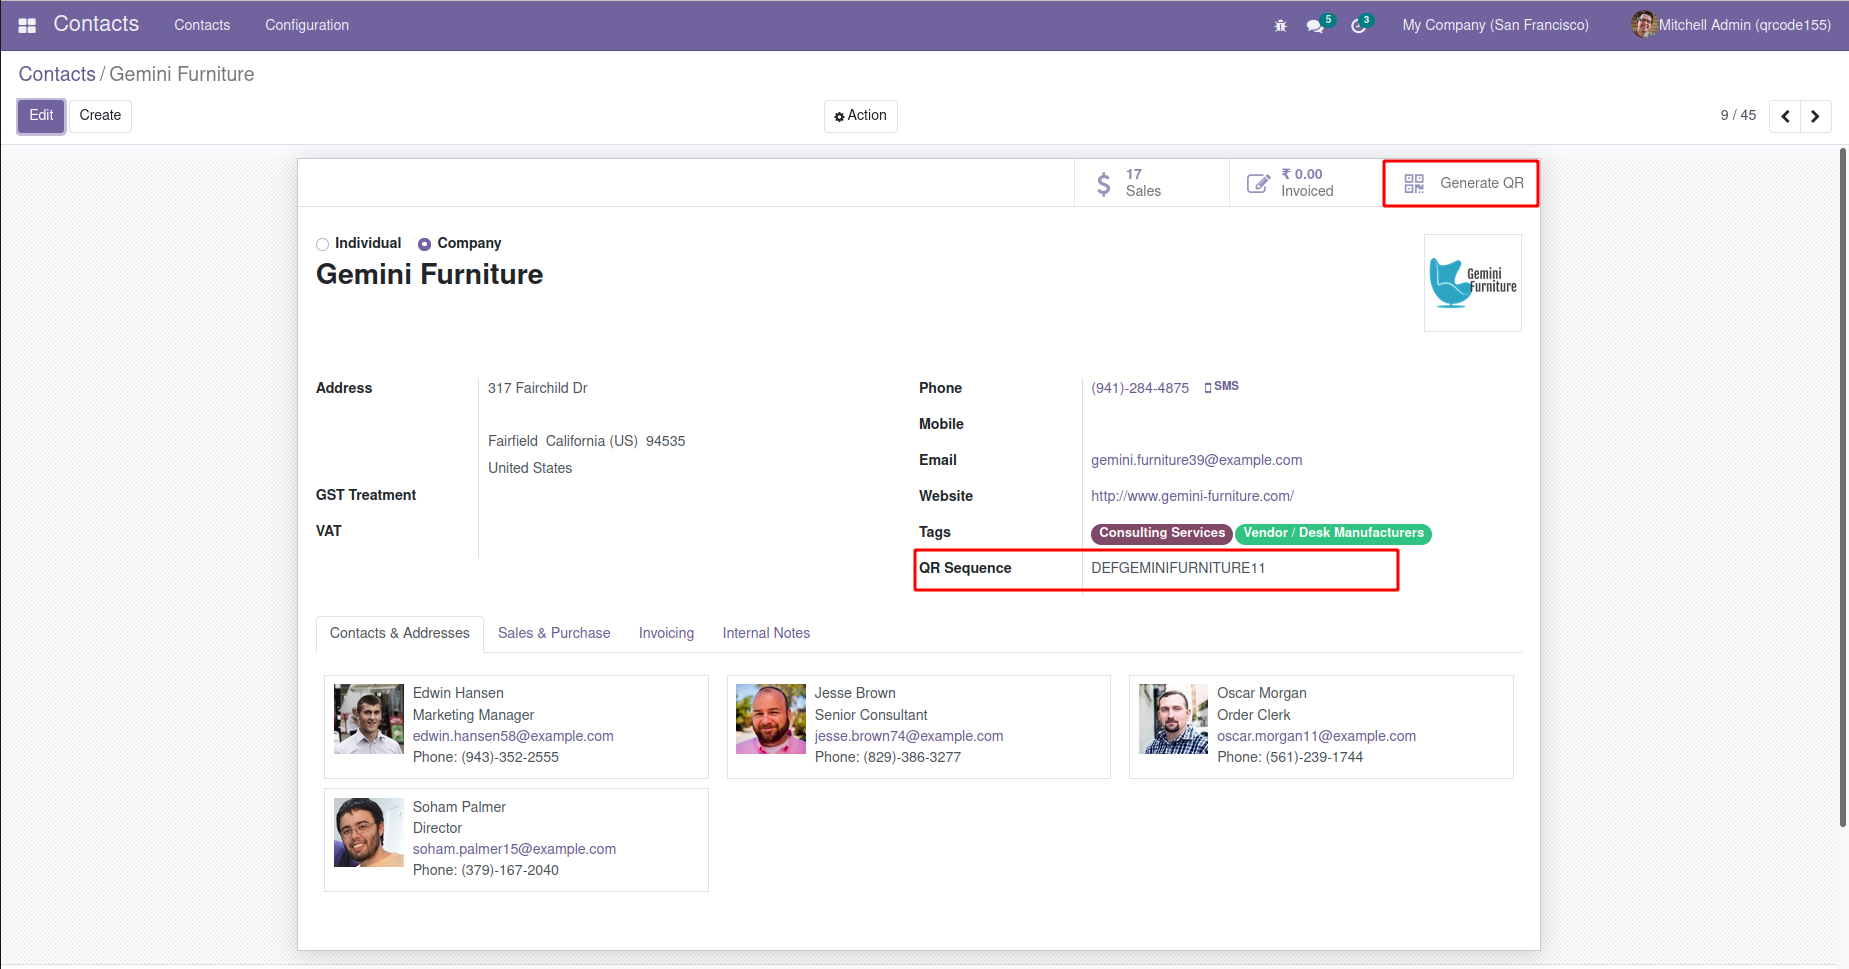 Contacts Contacts Configuration 5 3 My Company (San Francisco) Mitchell Admin (qrcode155)
Contacts / Gemini Furniture
Edit Create Action 9 / 45
17
Sales
₹ 0.00
Invoiced
Generate QR
Individual Company
Gemini Furniture
Gemini
Furniture
Address 317 Fairchild Dr
Fairfield California (US) 94535
United States
GST Treatment
VAT
Phone (941)-284-4875 SMS
Mobile
Email gemini.furniture39@example.com
Website http://www.gemini-furniture.com/
Tags Consulting Services Vendor / Desk Manufacturers
QR Sequence DEFGEMINIFURNITURE11
Contacts & Addresses Sales & Purchase Invoicing Internal Notes
Edwin Hansen
Marketing Manager
edwin.hansen58@example.com
Phone: (943)-352-2555
Jesse Brown
Senior Consultant
jesse.brown74@example.com
Phone: (829)-386-3277
Oscar Morgan
Order Clerk
oscar.morgan11@example.com
Phone: (561)-239-1744
Soham Palmer
Director
soham.palmer15@example.com
Phone: (379)-167-2040